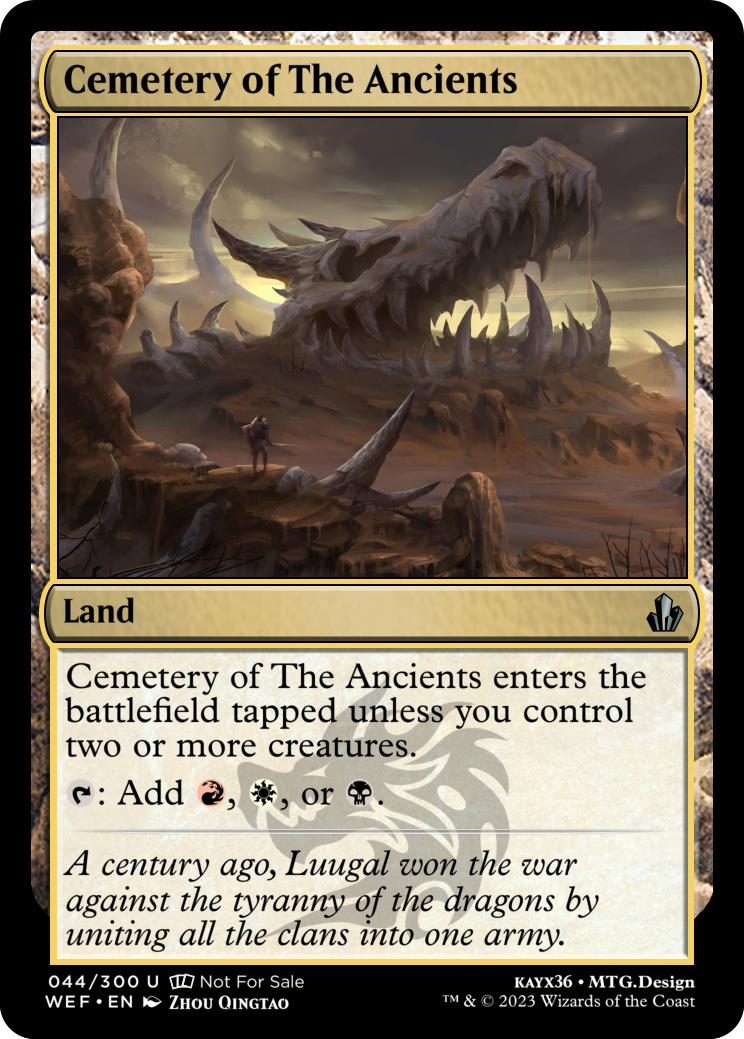 Cemetery of The Ancients
Land
Cemetery of The Ancients enters the
battlefield tapped unless you control
two or more creatures.
: Add , , or .
A century ago, Luugal won the war
against the tyranny of the dragons by
uniting all the clans into one army.
044/300 U Not For Sale
KAYX36 • MTG.Design
WEF • EN ZHOU QINGTAO
™ & © 2023 Wizards of the Coast